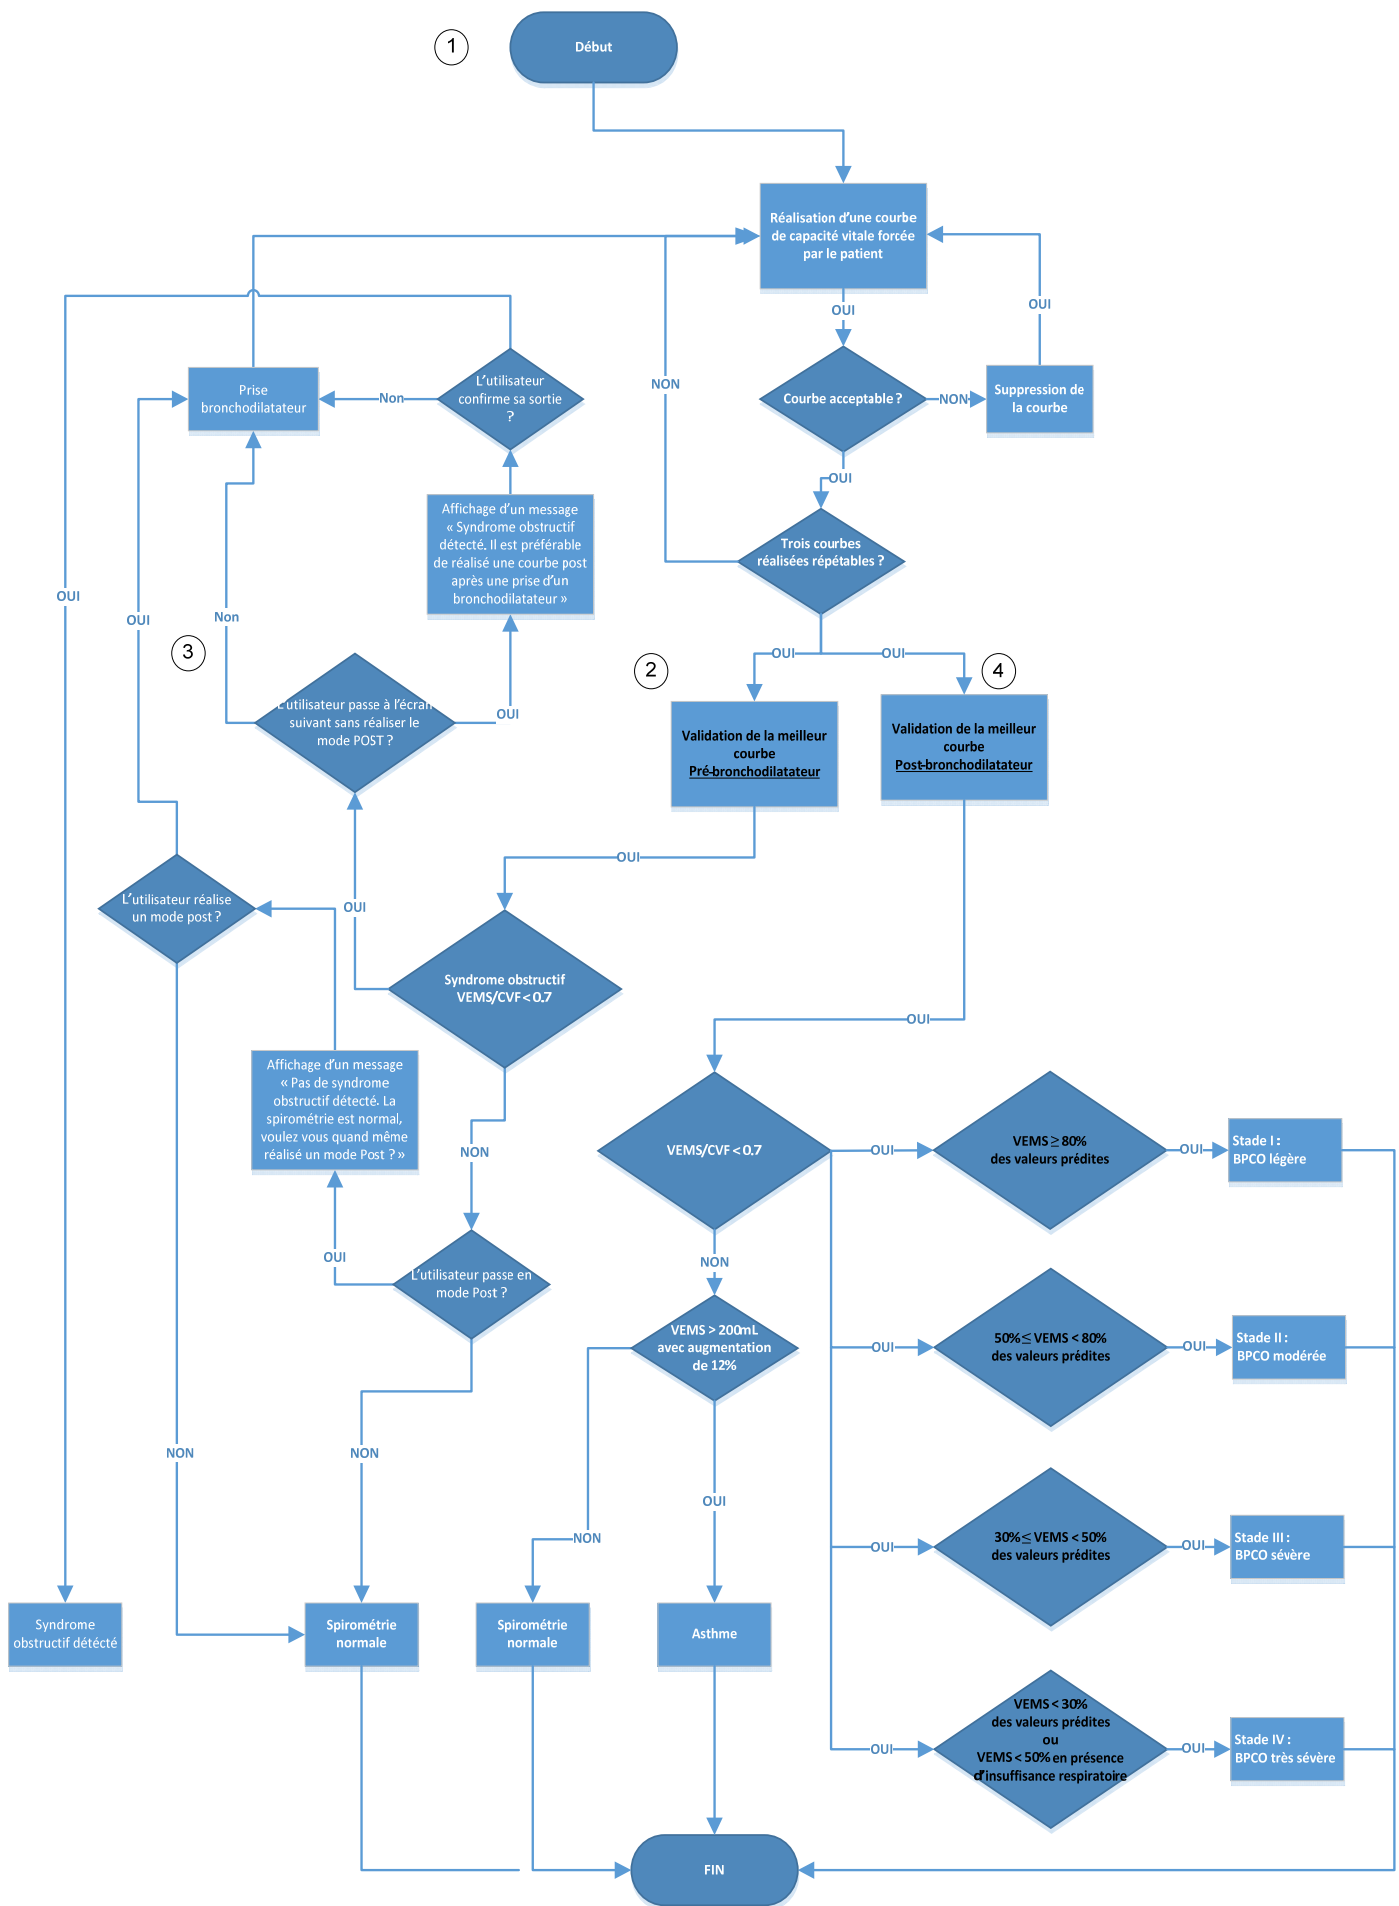 1
Début
Réalisation d'une courbe
de capacité vitale forcée
par le patient
OUI
OUI
Prise
bronchodilatateur
Non
L'utilisateur
confirme sa sortie
?
NON
Courbe acceptable ?
NON
Suppression de
la courbe
OUI
Affichage d'un message
« Syndrome obstructif
détecté. Il est préférable
de réalisé une courbe post
après une prise d'un
bronchodilatateur »
Trois courbes
réalisées répétables ?
OUI
OUI
Non
3
OUI
OUI
2
4
L'utilisateur passe à l'écran
suivant sans réaliser le
mode POST ?
OUI
Validation de la meilleur
courbe
Pré-bronchodilatateur
Validation de la meilleur
courbe
Post-bronchodilatateur
OUI
L'utilisateur réalise
un mode post ?
OUI
Syndrome obstructif
VEMS/CVF < 0.7
OUI
Affichage d'un message
« Pas de syndrome
obstructif détecté. La
spirométrie est normal,
voulez vous quand même
réalisé un mode Post ? »
NON
VEMS/CVF < 0.7
OUI
VEMS ≥ 80%
des valeurs prédites
OUI
Stade I :
BPCO légère
OUI
L'utilisateur passe en
mode Post ?
NON
VEMS > 200mL
avec augmentation
de 12%
OUI
50% ≤ VEMS < 80%
des valeurs prédites
OUI
Stade II :
BPCO modérée
NON
NON
OUI
NON
OUI
30% ≤ VEMS < 50%
des valeurs prédites
OUI
Stade III :
BPCO sévère
Syndrome
obstructif détécté
Spirométrie
normale
Spirométrie
normale
Asthme
OUI
VEMS < 30%
des valeurs prédites
ou
VEMS < 50% en présence
d'insuffisance respiratoire
OUI
Stade IV :
BPCO très sévère
FIN